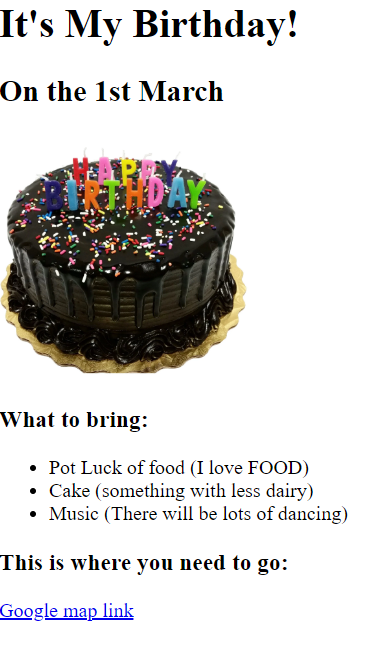 It's My Birthday!
On the 1st March
HAPPY
BIRTHDAY
What to bring:
Pot Luck of food (I love FOOD)
Cake (something with less dairy)
Music (There will be lots of dancing)
This is where you need to go:
Google map link